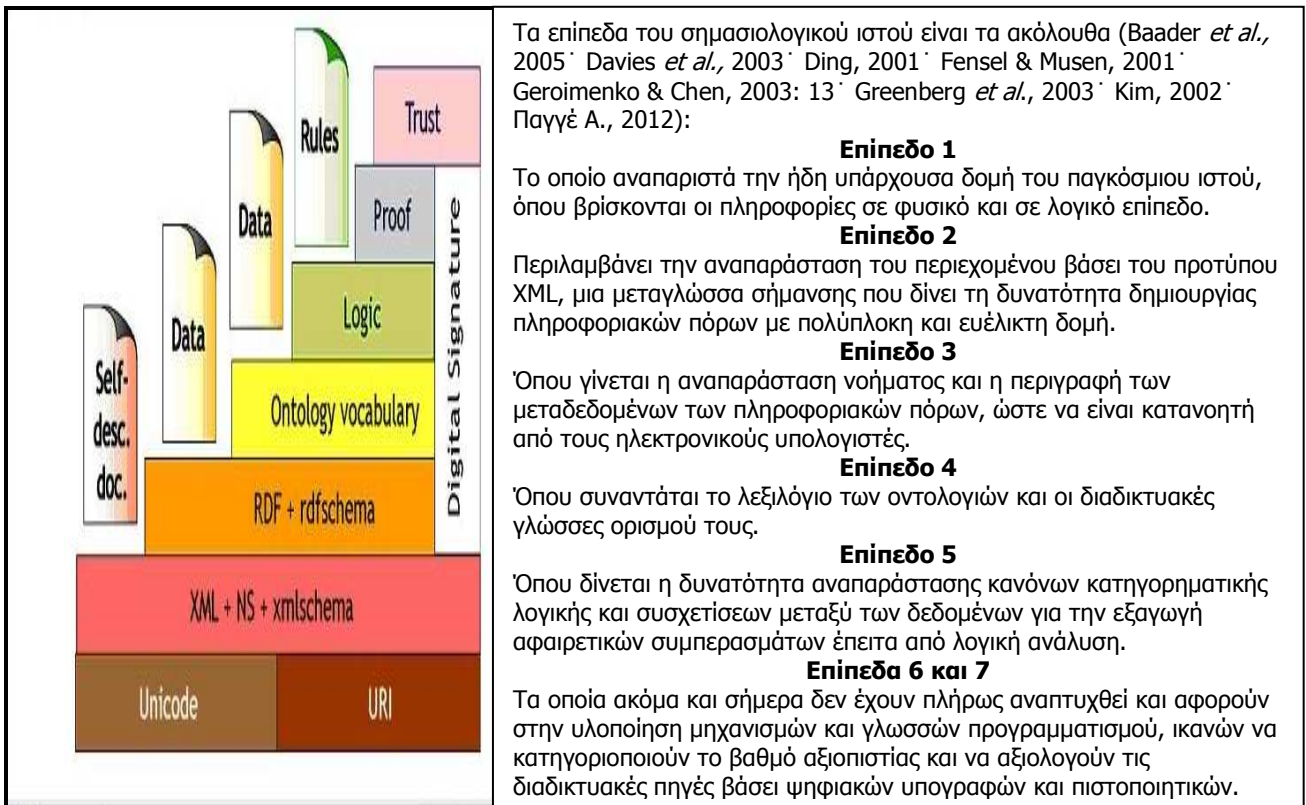 Rules
Trust
Data
Proof
Data
Logic
Self-
desc.
doc.
Ontology vocabulary
Digital Signature
RDF + rdfschema
XML + NS + xmlschema
Unicode
URI
Τα επίπεδα του σημασιολογικού ιστού είναι τα ακόλουθα (Baader et al.,
2005˙ Davies et al., 2003˙ Ding, 2001˙ Fensel & Musen, 2001˙
Geroimenko & Chen, 2003: 13˙ Greenberg et al., 2003˙ Kim, 2002˙
Παγγέ Α., 2012):
Επίπεδο 1
Το οποίο αναπαριστά την ήδη υπάρχουσα δομή του παγκόσμιου ιστού,
όπου βρίσκονται οι πληροφορίες σε φυσικό και σε λογικό επίπεδο.
Επίπεδο 2
Περιλαμβάνει την αναπαράσταση του περιεχομένου βάσει του προτύπου
XML, μια μεταγλώσσα σήμανσης που δίνει τη δυνατότητα δημιουργίας
πληροφοριακών πόρων με πολύπλοκη και ευέλικτη δομή.
Επίπεδο 3
Όπου γίνεται η αναπαράσταση νοήματος και η περιγραφή των
μεταδεδομένων των πληροφοριακών πόρων, ώστε να είναι κατανοητή
από τους ηλεκτρονικούς υπολογιστές.
Επίπεδο 4
Όπου συναντάται το λεξιλόγιο των οντολογιών και οι διαδικτυακές
γλώσσες ορισμού τους.
Επίπεδο 5
Όπου δίνεται η δυνατότητα αναπαράστασης κανόνων κατηγορηματικής
λογικής και συσχετίσεων μεταξύ των δεδομένων για την εξαγωγή
αφαιρετικών συμπερασμάτων έπειτα από λογική ανάλυση.
Επίπεδα 6 και 7
Τα οποία ακόμα και σήμερα δεν έχουν πλήρως αναπτυχθεί και αφορούν
στην υλοποίηση μηχανισμών και γλωσσών προγραμματισμού, ικανών να
κατηγοριοποιούν το βαθμό αξιοπιστίας και να αξιολογούν τις
διαδικτυακές πηγές βάσει ψηφιακών υπογραφών και πιστοποιητικών.